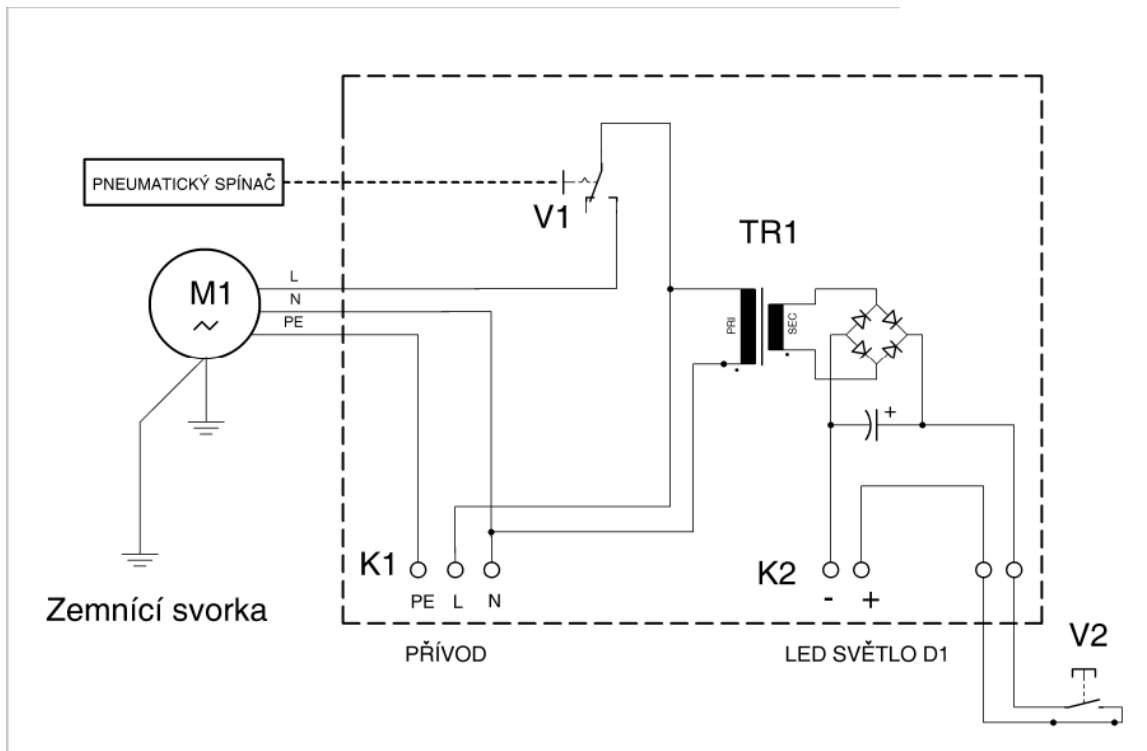 PNEUMATICKÝ SPÍNAČ
V1
TR1
M1
L
N
PE
PRI
SEC
+
K1
PE L N
K2
- +
Zemnící svorka
PŘÍVOD
LED SVĚTLO D1
V2